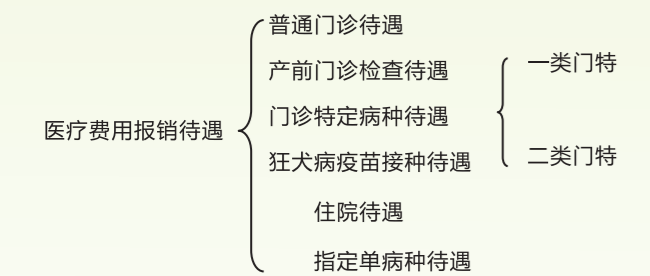 普通门诊待遇
产前门诊检查待遇
一类门特
门诊特定病种待遇
医疗费用报销待遇
狂犬病疫苗接种待遇
二类门特
住院待遇
指定单病种待遇